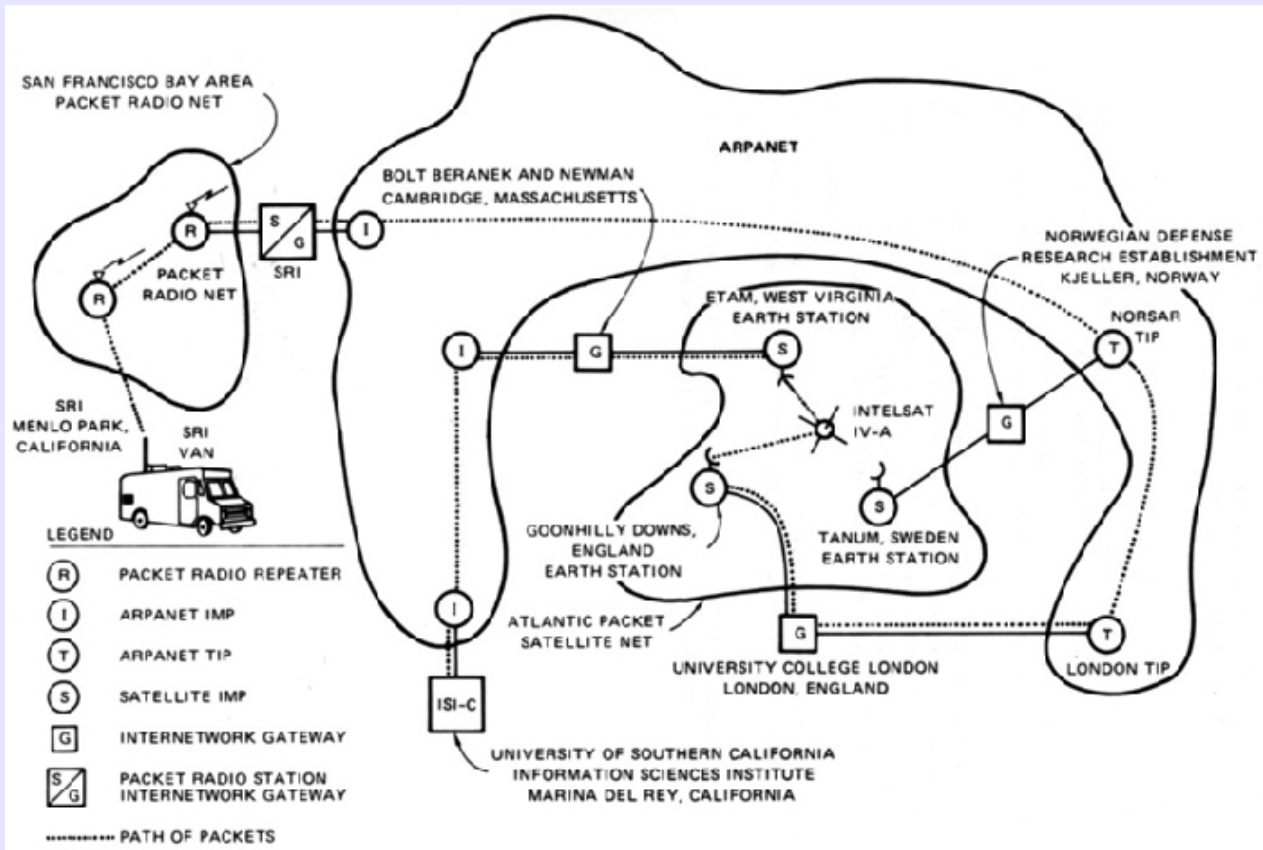 SAN FRANCISCO BAY AREA
PACKET RADIO NET
ARPANET
BOLT BERANEK AND NEWMAN
CAMBRIDGE, MASSACHUSETTS
R
S
G
I
SRI
PACKET
RADIO NET
R
NORWEGIAN DEFENSE
RESEARCH ESTABLISHMENT
KJELLER, NORWAY
ETAM, WEST VIRGINIA
EARTH STATION
NORSAR
TIP
I
G
S
T
INTELSAT
IV-A
G
SRI
MENLO PARK,
CALIFORNIA
SRI
VAN
S
S
GOONHILLY DOWNS,
ENGLAND
EARTH STATION
TANUM, SWEDEN
EARTH STATION
LEGEND
R PACKET RADIO REPEATER
I ARPANET IMP
T ARPANET TIP
S SATELLITE IMP
G INTERNETWORK GATEWAY
S
G
PACKET RADIO STATION
INTERNETWORK GATEWAY
PATH OF PACKETS
I
ATLANTIC PACKET
SATELLITE NET
G
T
UNIVERSITY COLLEGE LONDON
LONDON, ENGLAND
LONDON TIP
ISI-C
UNIVERSITY OF SOUTHERN CALIFORNIA
INFORMATION SCIENCES INSTITUTE
MARINA DEL REY, CALIFORNIA